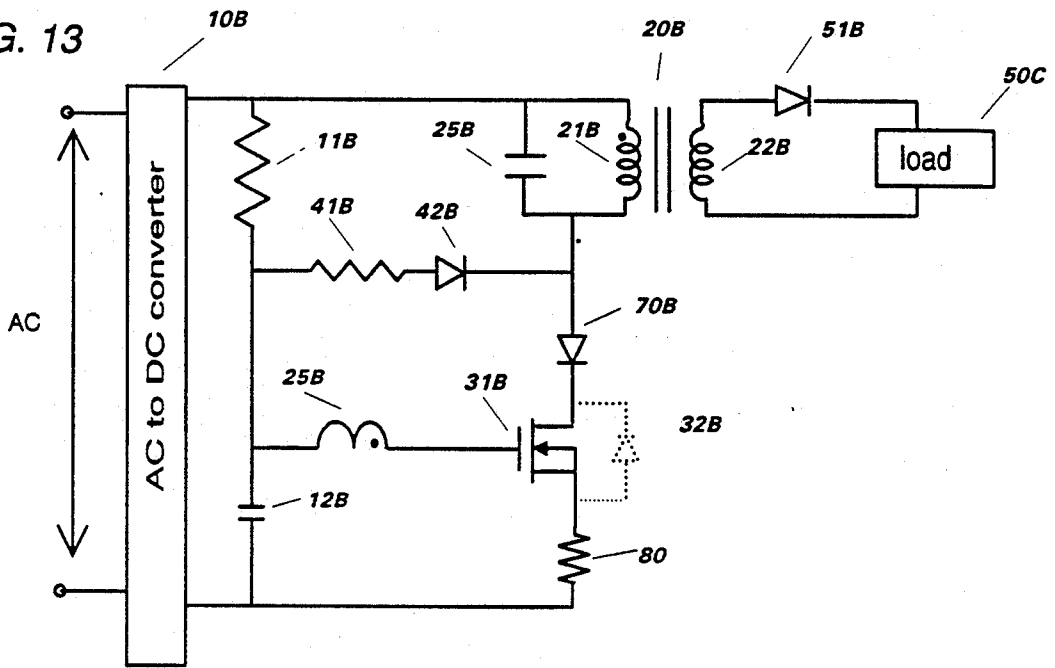 G. 13
10B
20B
51B
50C
11B
25B
21B
22B
load
41B
42B
AC
AC to DC converter
70B
25B
31B
32B
12B
80